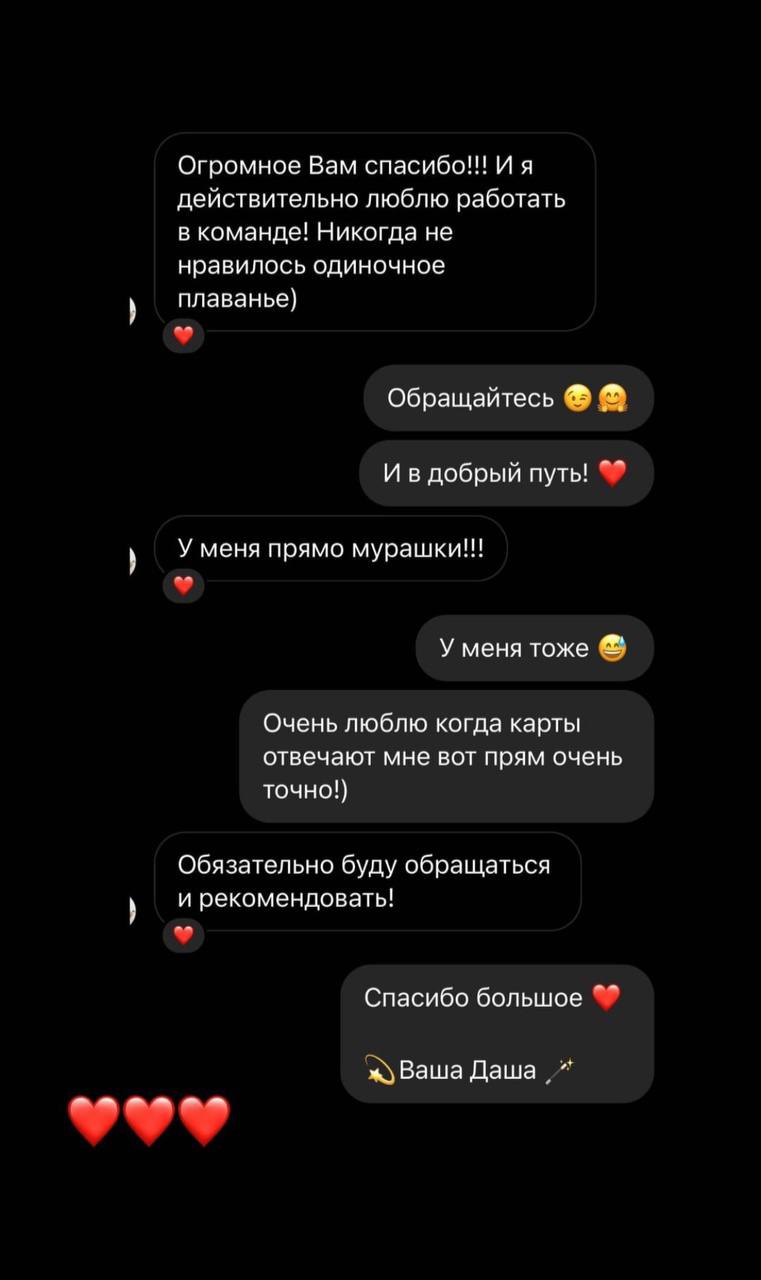 Огромное Вам спасибо!!! И я
действительно люблю работать
в команде! Никогда не
нравилось одиночное
плаванье)
Обращайтесь 😉🤗
И в добрый путь! ❤️
У меня прямо мурашки!!!
У меня тоже 😅
Очень люблю когда карты
отвечают мне вот прям очень
точно!)
Обязательно буду обращаться
и рекомендовать!
Спасибо большое ❤️
💫Ваша Даша 🪄